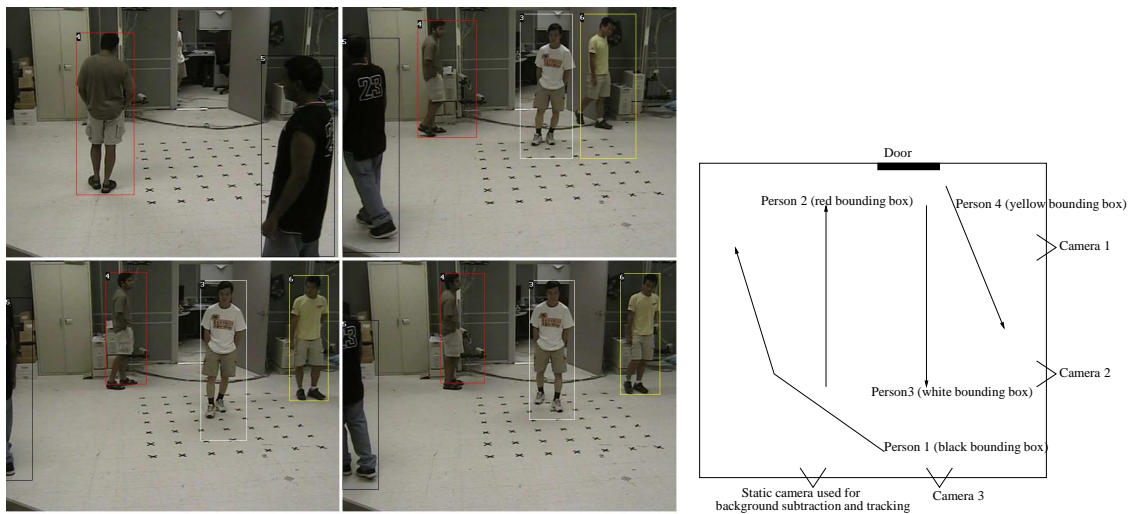 4
5
23
5
4
3
6
5
4
3
6
5
3
4
3
6
Door
Person 2 (red bounding box)
Person 4 (yellow bounding box)
Camera 1
Camera 2
Person3 (white bounding box)
Person 1 (black bounding box)
Static camera used for
background subtraction and tracking
Camera 3